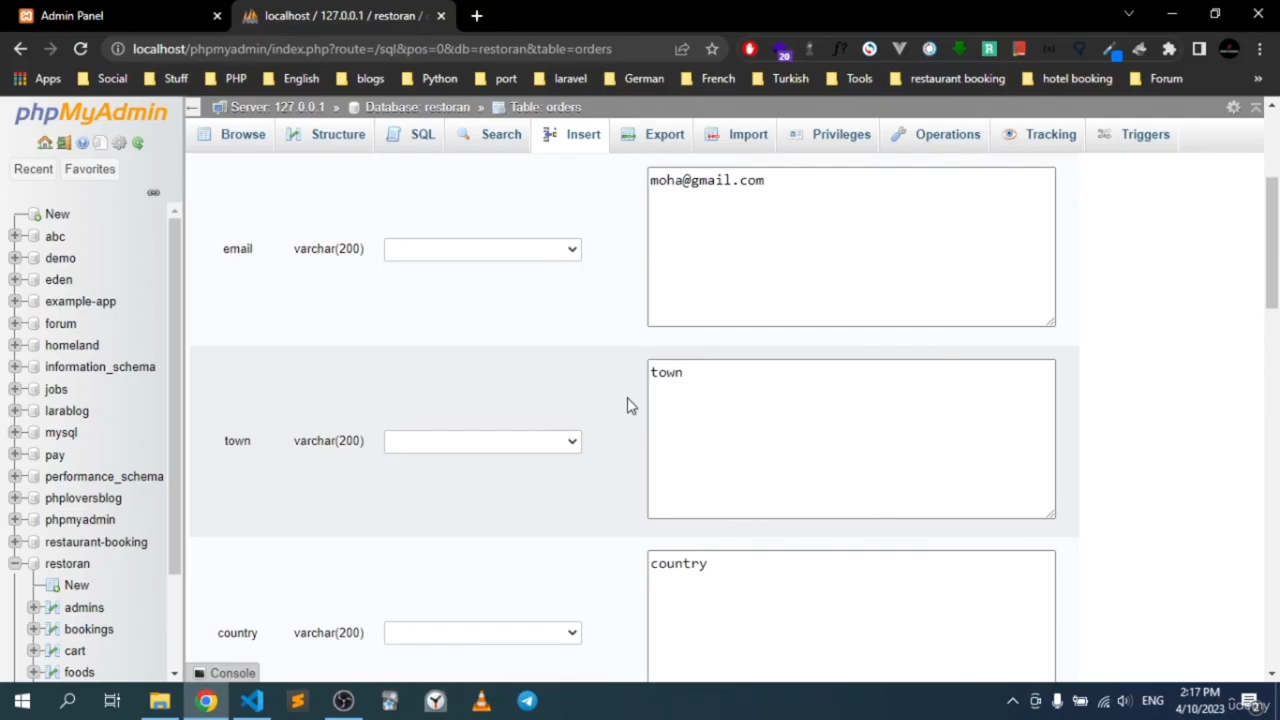 Admin Panel
localhost / 127.0.0.1 / restoran /
localhost/phpmyadmin/index.php?route=/sql&pos=0&db=restoran&table=orders
20
Apps Social Stuff PHP English blogs Python port laravel German French Turkish Tools restaurant booking hotel booking Forum »
phpMyAdmin
Server: 127.0.0.1 » Database: restoran » Table: orders
Browse Structure SQL Search Insert Export Import Privileges Operations Tracking Triggers
Recent Favorites
New
abc
demo
eden
example-app
forum
homeland
information_schema
jobs
larablog
mysql
pay
performance_schema
phploversblog
phpmyadmin
restaurant-booking
restoran
New
admins
bookings
cart
foods
email varchar(200) moha@gmail.com
town varchar(200) town
country varchar(200) country
Console
ENG
2:17 PM
4/10/2023
udemy